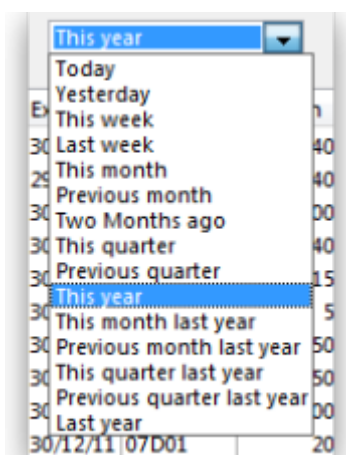 This year
Today
Yesterday
This week
Last week
This month
Previous month
Two Months ago
This quarter
Previous quarter
This year
This month last year
Previous month last year
This quarter last year
Previous quarter last year
Last year
30/12/11 07D01 20